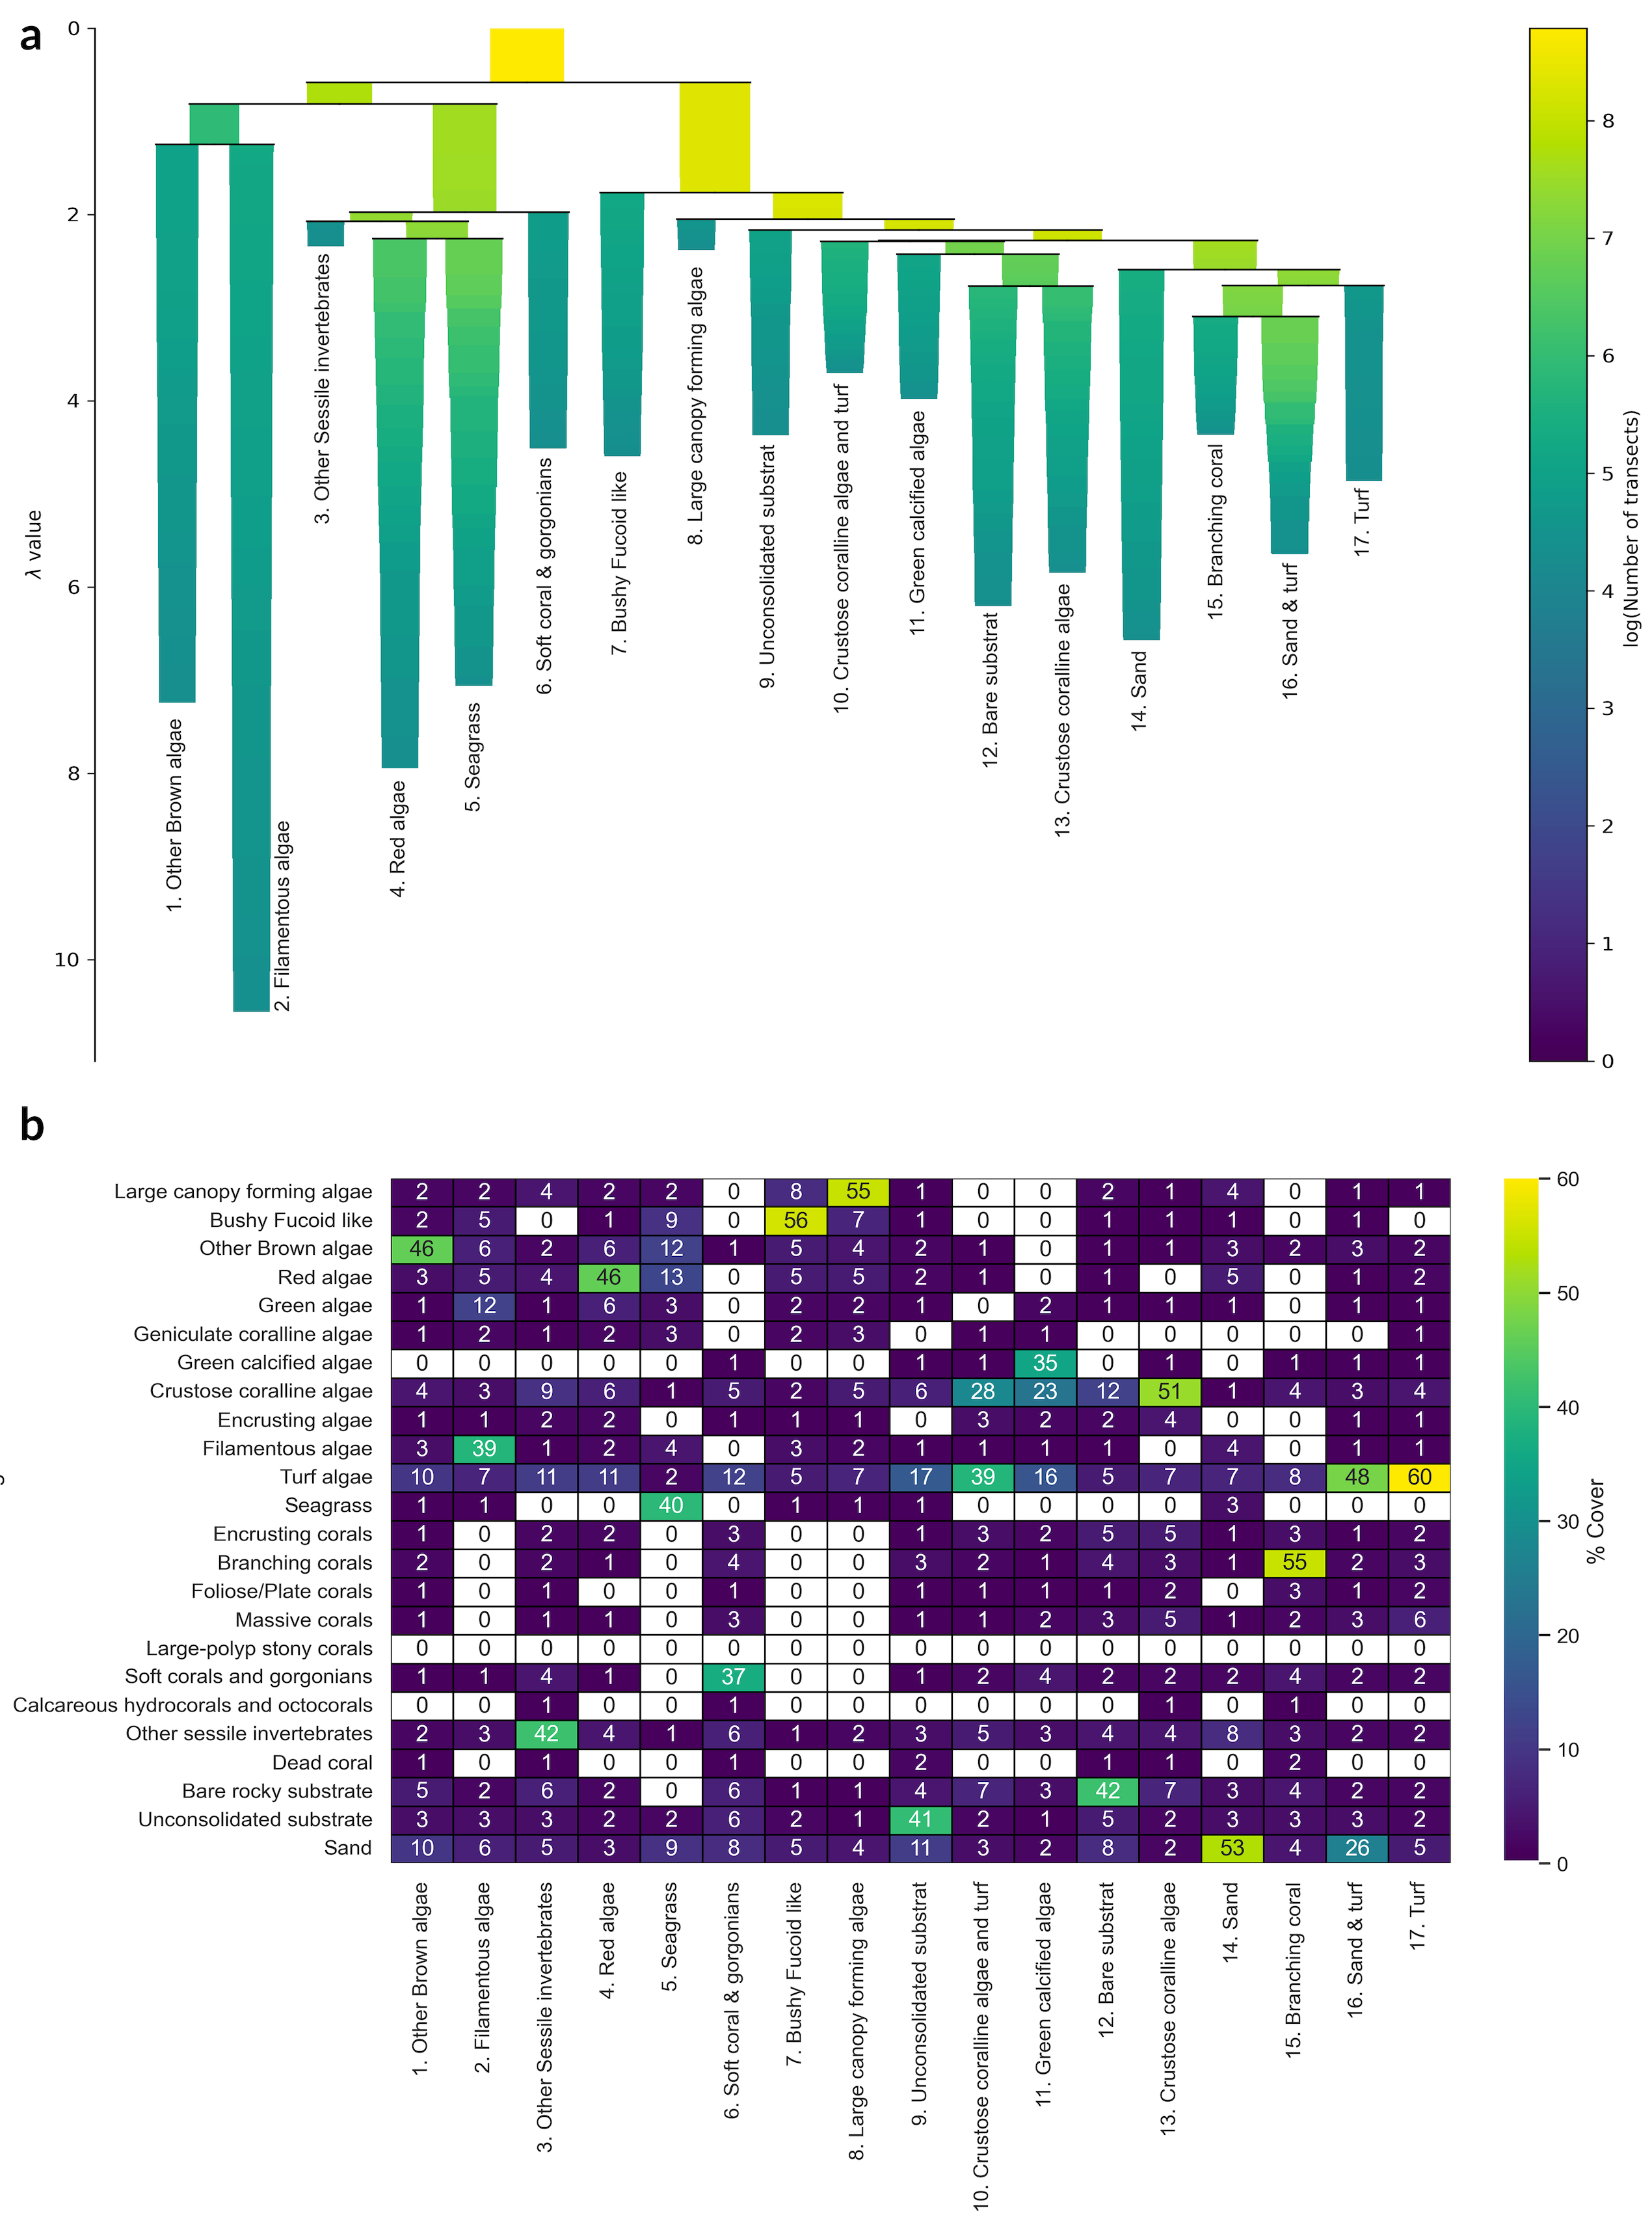 a
0
2
4
6
8
10
λ value
1. Other Brown algae
2. Filamentous algae
3. Other Sessile invertebrates
4. Red algae
5. Seagrass
6. Soft coral & gorgonians
7. Bushy Fucoid like
8. Large canopy forming algae
9. Unconsolidated substrat
10. Crustose coralline algae and turf
11. Green calcified algae
12. Bare substrat
13. Crustose coralline algae
14. Sand
15. Branching coral
16. Sand & turf
17. Turf
8
7
6
5
4
3
2
1
0
log(Number of transects)
b
Large canopy forming algae 2 2 4 2 2 0 8 55 1 0 0 2 1 4 0 1 1
Bushy Fucoid like 2 5 0 1 9 0 56 7 1 0 0 1 1 1 0 1 0
Other Brown algae 46 6 2 6 12 1 5 4 2 1 0 1 1 3 2 3 2
Red algae 3 5 4 46 13 0 5 5 2 1 0 1 0 5 0 1 2
Green algae 1 12 1 6 3 0 2 2 1 0 2 1 1 1 0 1 1
Geniculate coralline algae 1 2 1 2 3 0 2 3 0 1 1 0 0 0 0 0 1
Green calcified algae 0 0 0 0 0 1 0 0 1 1 35 0 1 0 1 1 1
Crustose coralline algae 4 3 9 6 1 5 2 5 6 28 23 12 51 1 4 3 4
Encrusting algae 1 1 2 2 0 1 1 1 0 3 2 2 4 0 0 1 1
Filamentous algae 3 39 1 2 4 0 3 2 1 1 1 1 0 4 0 1 1
Turf algae 10 7 11 11 2 12 5 7 17 39 16 5 7 7 8 48 60
Seagrass 1 1 0 0 40 0 1 1 1 0 0 0 0 3 0 0 0
Encrusting corals 1 0 2 2 0 3 0 0 1 3 2 5 5 1 3 1 2
Branching corals 2 0 2 1 0 4 0 0 3 2 1 4 3 1 55 2 3
Foliose/Plate corals 1 0 1 0 0 1 0 0 1 1 1 1 2 0 3 1 2
Massive corals 1 0 1 1 0 3 0 0 1 1 2 3 5 1 2 3 6
Large-polyp stony corals 0 0 0 0 0 0 0 0 0 0 0 0 0 0 0 0 0
Soft corals and gorgonians 1 1 4 1 0 37 0 0 1 2 4 2 2 2 4 2 2
Calcareous hydrocorals and octocorals 0 0 1 0 0 1 0 0 0 0 0 0 1 0 1 0 0
Other sessile invertebrates 2 3 42 4 1 6 1 2 3 5 3 4 4 8 3 2 2
Dead coral 1 0 1 0 0 1 0 0 2 0 0 1 1 0 2 0 0
Bare rocky substrate 5 2 6 2 0 6 1 1 4 7 3 42 7 3 4 2 2
Unconsolidated substrate 3 3 3 2 2 6 2 1 41 2 1 5 2 3 3 3 2
Sand 10 6 5 3 9 8 5 4 11 3 2 8 2 53 4 26 5
1. Other Brown algae
2. Filamentous algae
3. Other Sessile invertebrates
4. Red algae
5. Seagrass
6. Soft coral & gorgonians
7. Bushy Fucoid like
8. Large canopy forming algae
9. Unconsolidated substrat
10. Crustose coralline algae and turf
11. Green calcified algae
12. Bare substrat
13. Crustose coralline algae
14. Sand
15. Branching coral
16. Sand & turf
17. Turf
60
50
40
30
20
10
0
% Cover